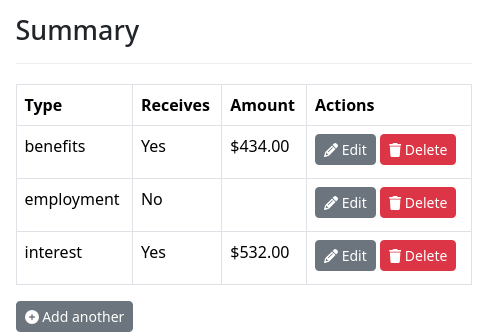 Summary
Type Receives Amount Actions
benefits Yes $434.00 Edit Delete
employment No Edit Delete
interest Yes $532.00 Edit Delete
Add another